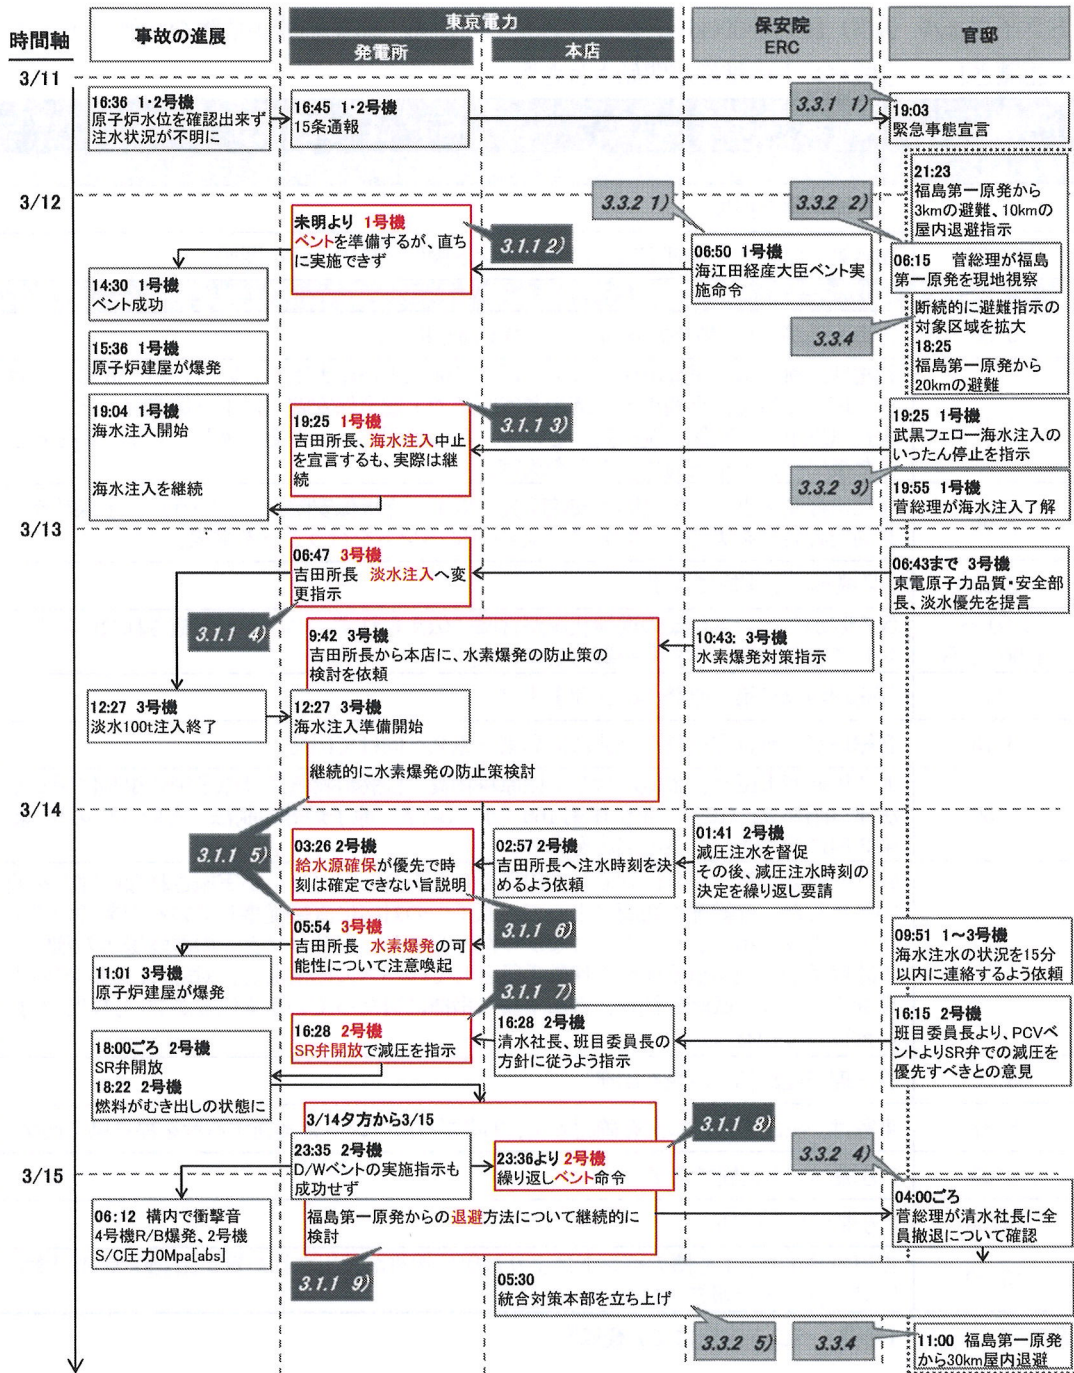 時間軸
事故の進展
東京電力
発電所
本店
保安院
ERC
官邸
3/11
16:36 1・2号機
原子炉水位を確認出来ず
注水状況が不明に
16:45 1・2号機
15条通報
3.3.1 1)
19:03
緊急事態宣言
21:23
福島第一原発から
3kmの避難、10kmの
屋内退避指示
3/12
3.3.2 1)
3.3.2 2)
未明より 1号機
ベントを準備するが、直ち
に実施できず
3.1.1 2)
06:50 1号機
海江田経産大臣ベント実
施命令
06:15 菅総理が福島
第一原発を現地視察
14:30 1号機
ベント成功
断続的に避難指示の
対象区域を拡大
18:25
福島第一原発から
20kmの避難
3.3.4
15:36 1号機
原子炉建屋が爆発
19:04 1号機
海水注入開始
海水注入を継続
19:25 1号機
吉田所長、海水注入中止
を宣言するも、実際は継
続
3.1.1 3)
19:25 1号機
武黒フェロー海水注入の
いったん停止を指示
3.3.2 3)
19:55 1号機
菅総理が海水注入了解
3/13
06:47 3号機
吉田所長 淡水注入へ変
更指示
06:43まで 3号機
東電原子力品質・安全部
長、淡水優先を提言
3.1.1 4)
9:42 3号機
吉田所長から本店に、水素爆発の防止策の
検討を依頼
10:43: 3号機
水素爆発対策指示
12:27 3号機
淡水100t注入終了
12:27 3号機
海水注入準備開始
継続的に水素爆発の防止策検討
3/14
3.1.1 5)
03:26 2号機
給水源確保が優先で時
刻は確定できない旨説明
02:57 2号機
吉田所長へ注水時刻を決
めるよう依頼
01:41 2号機
減圧注水を督促
その後、減圧注水時刻の
決定を繰り返し要請
3.1.1 6)
05:54 3号機
吉田所長 水素爆発の可
能性について注意喚起
09:51 1〜3号機
海水注水の状況を15分
以内に連絡するよう依頼
11:01 3号機
原子炉建屋が爆発
3.1.1 7)
16:28 2号機
SR弁開放で減圧を指示
16:28 2号機
清水社長、班目委員長の
方針に従うよう指示
16:15 2号機
班目委員長より、PCVベ
ントよりSR弁での減圧を
優先すべきとの意見
18:00ごろ 2号機
SR弁開放
18:22 2号機
燃料がむき出しの状態に
3/14夕方から3/15
3.1.1 8)
23:35 2号機
D/Wベントの実施指示も
成功せず
23:36より 2号機
繰り返しベント命令
3.3.2 4)
3/15
06:12 構内で衝撃音
4号機R/B爆発、2号機
S/C圧力0Mpa[abs]
福島第一原発からの退避方法について継続的に
検討
04:00ごろ
菅総理が清水社長に全
員撤退について確認
3.1.1 9)
05:30
統合対策本部を立ち上げ
3.3.2 5)
3.3.4
11:00 福島第一原発
から30km屋内退避